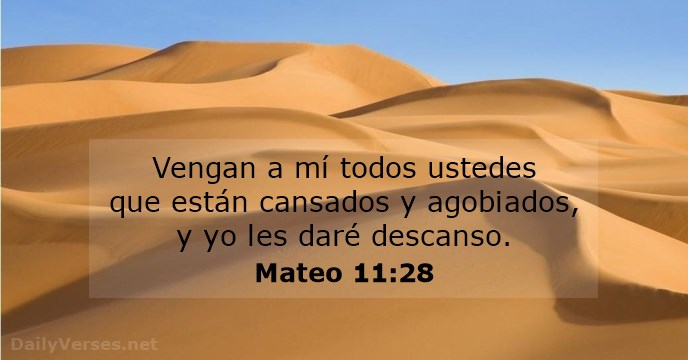 Vengan a mí todos ustedes
que están cansados y agobiados,
y yo les daré descanso.
Mateo 11:28
DailyVerses.net